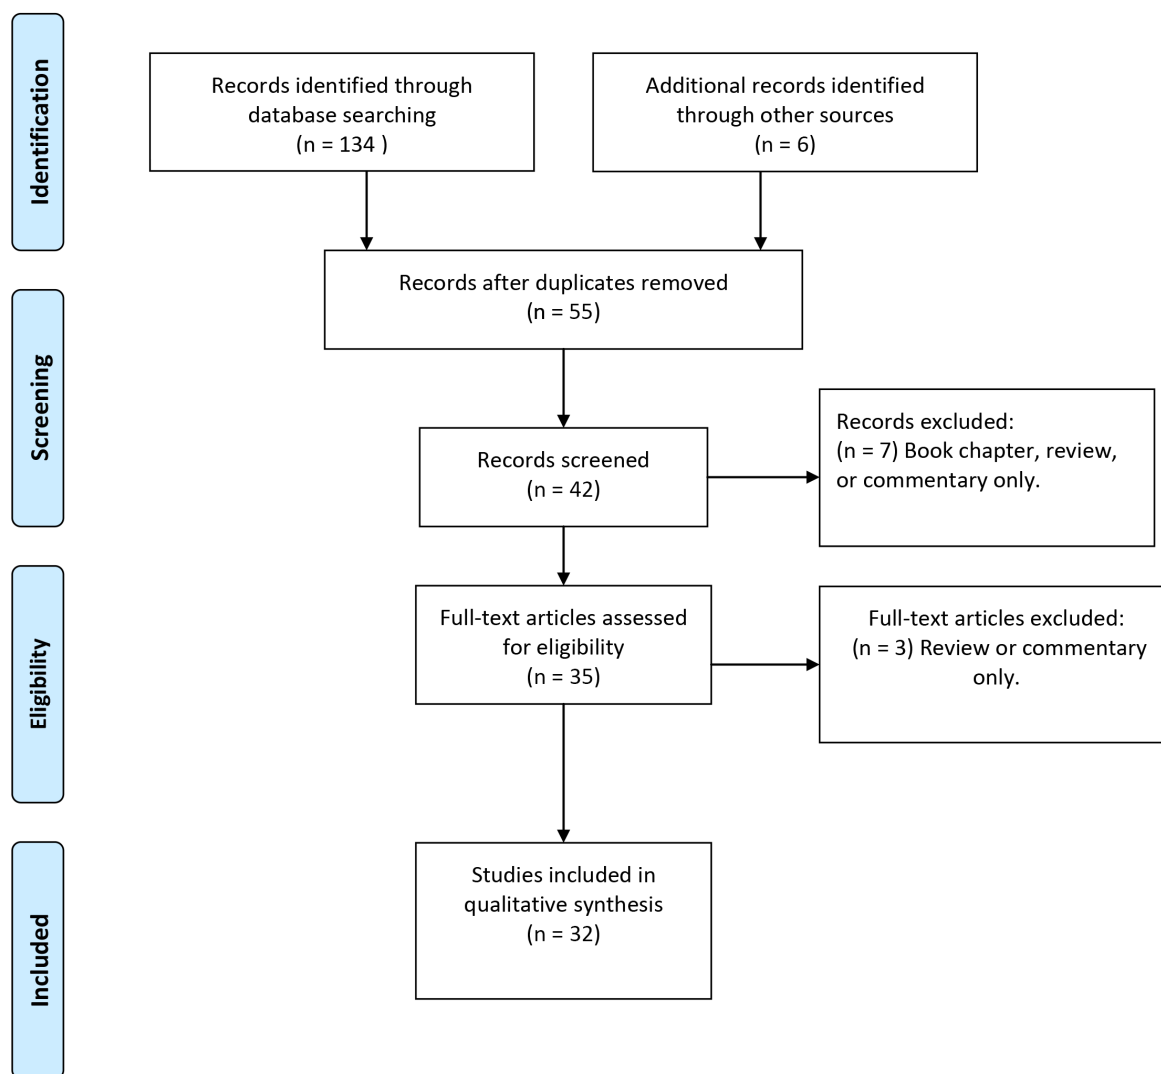 Identification
Records identified through
database searching
(n = 134 )
Additional records identified
through other sources
(n = 6)
Records after duplicates removed
(n = 55)
Screening
Records screened
(n = 42)
Records excluded:
(n = 7) Book chapter, review,
or commentary only.
Eligibility
Full-text articles assessed
for eligibility
(n = 35)
Full-text articles excluded:
(n = 3) Review or commentary
only.
Included
Studies included in
qualitative synthesis
(n = 32)